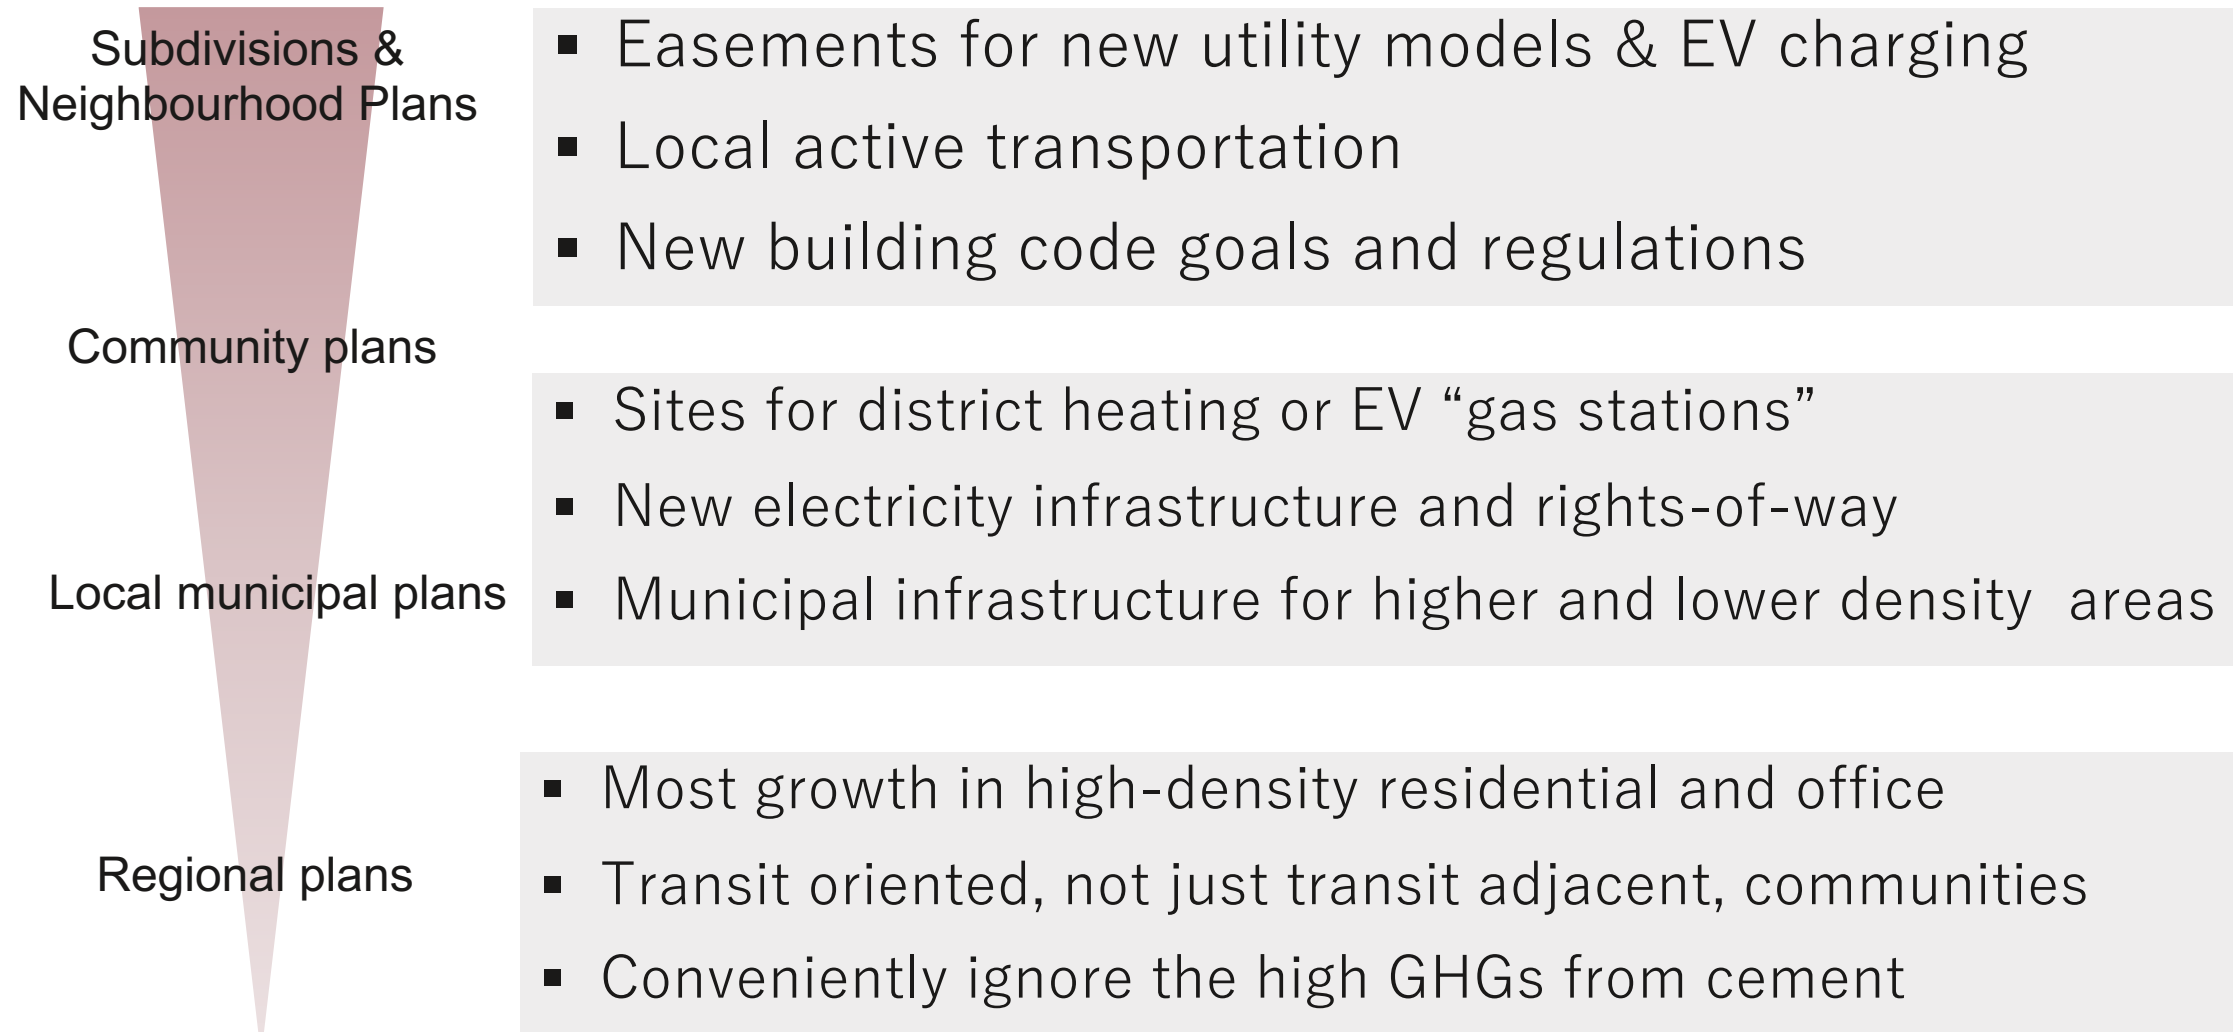 Subdivisions &
Neighbourhood Plans
▪ Easements for new utility models & EV charging
▪ Local active transportation
▪ New building code goals and regulations
Community plans
▪ Sites for district heating or EV “gas stations”
▪ New electricity infrastructure and rights-of-way
Local municipal plans
▪ Municipal infrastructure for higher and lower density  areas
▪ Most growth in high-density residential and office
Regional plans
▪ Transit oriented, not just transit adjacent, communities
▪ Conveniently ignore the high GHGs from cement